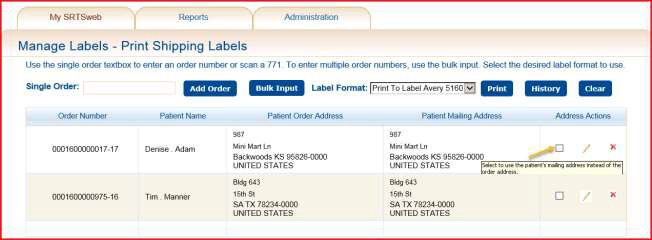 My SRTSweb Reports Administration
Manage Labels - Print Shipping Labels
Use the single order textbox to enter an order number or scan a 771. To enter multiple order numbers, use the bulk input. Select the desired label format to use.
Single Order: Add Order Bulk Input Label Format: Print To Label Avery 5160 Print History Clear
Order Number Patient Name Patient Order Address Patient Mailing Address Address Actions
987 987
Mini Mart Ln Mini Mart Ln
0001600000017-17 Denise . Adam Backwoods KS 95826-0000 Backwoods KS 95826-0000
UNITED STATES UNITED STATES
Select to use the patient's mailing address instead of the
order address.
Bldg 643 Bldg 643
15th St 15th St
0001600000975-16 Tim . Manner SA TX 78234-0000 SA TX 78234-0000
UNITED STATES UNITED STATES